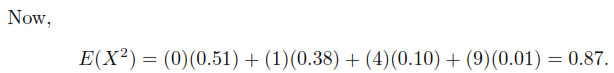 Now,
E(X²) = (0)(0.51) + (1)(0.38) + (4)(0.10) + (9)(0.01) = 0.87.